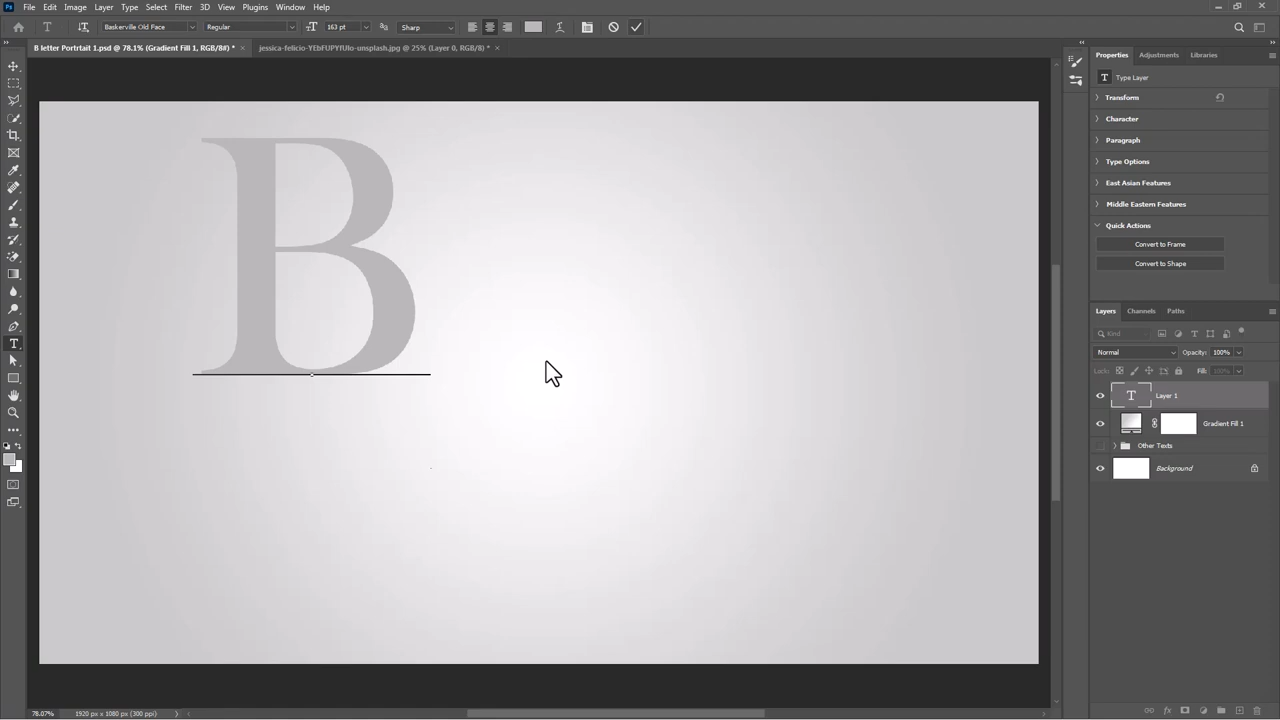 Ps File Edit Image Layer Type Select Filter 3D View Plugins Window Help
T Baskerville Old Face Regular 163 pt Sharp
B letter Portrtait 1.psd @ 78.1% (Gradient Fill 1, RGB/8#) * jessica-felicio-YEbFUPYfUIo-unsplash.jpg @ 25% (Layer 0, RGB/8) *
Properties Adjustments Libraries
T Type Layer
Transform
Character
Paragraph
Type Options
East Asian Features
Middle Eastern Features
Quick Actions
Convert to Frame
Convert to Shape
B
Layers Channels Paths
Kind
Normal Opacity: 100%
Lock: Fill: 100%
T Layer 1
Gradient Fill 1
Other Texts
Background
78.07% 1920 px x 1080 px (300 ppi)